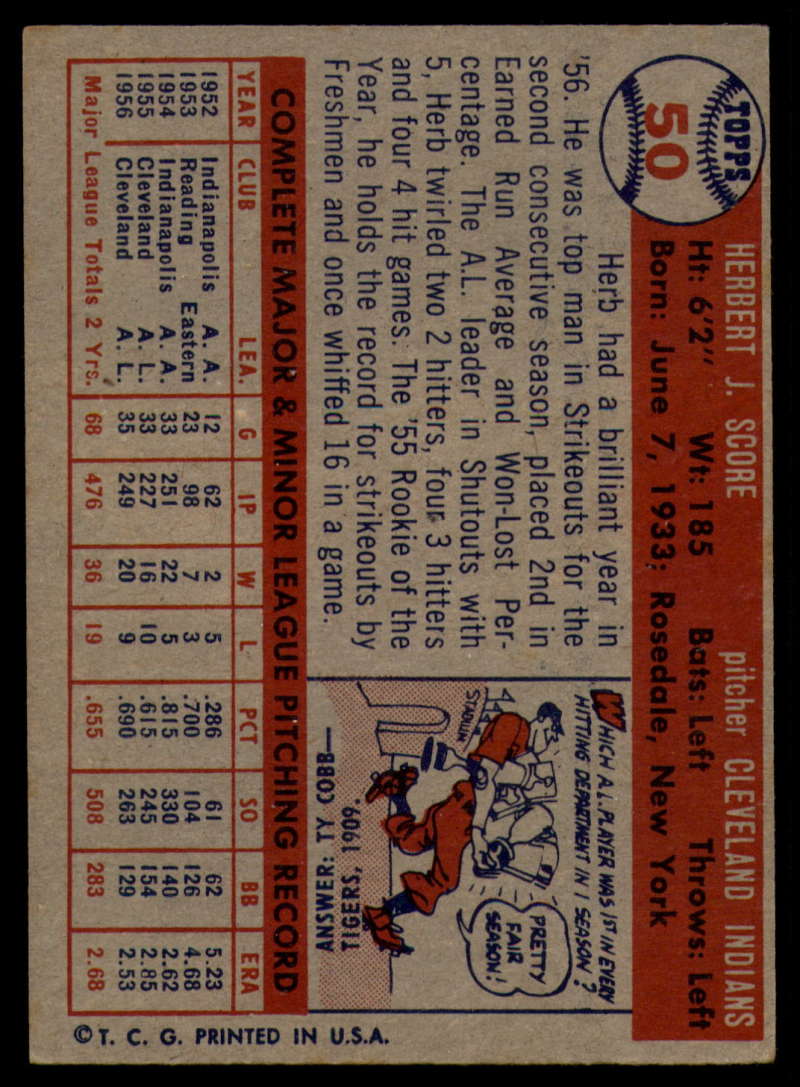 TOPPS
50
HERBERT J. SCORE pitcher CLEVELAND INDIANS
Ht: 6'2" Wt: 185 Bats: Left Throws: Left
Born: June 7, 1933; Rosedale, New York
Herb had a brilliant year in
'56. He was top man in Strikeouts for the
second consecutive season, placed 2nd in
Earned Run Average and Won-Lost Per-
centage. The A.L. leader in Shutouts with
5, Herb twirled two 2 hitters, four 3 hitters
and four 4 hit games. The '55 Rookie of the
Year, he holds the record for strikeouts by
Freshmen and once whiffed 16 in a game.
WHICH A.L. PLAYER WAS 1ST IN EVERY
HITTING DEPARTMENT IN 1 SEASON?
PRETTY
FAIR
SEASON!
STADIUM
ANSWER: TY COBB—
TIGERS, 1909.
COMPLETE MAJOR & MINOR LEAGUE PITCHING RECORD
YEAR CLUB LEA. G IP W L PCT SO BB ERA
1952 Indianapolis A. A. 12 62 2 5 .286 61 62 5.23
1953 Reading Eastern 23 98 7 3 .700 104 126 4.68
1954 Indianapolis A. A. 33 251 22 5 .815 330 140 2.62
1955 Cleveland A. L. 33 227 16 10 .615 245 154 2.85
1956 Cleveland A. L. 35 249 20 9 .690 263 129 2.53
Major League Totals 2 Yrs. 68 476 36 19 .655 508 283 2.68
© T. C. G. PRINTED IN U.S.A.